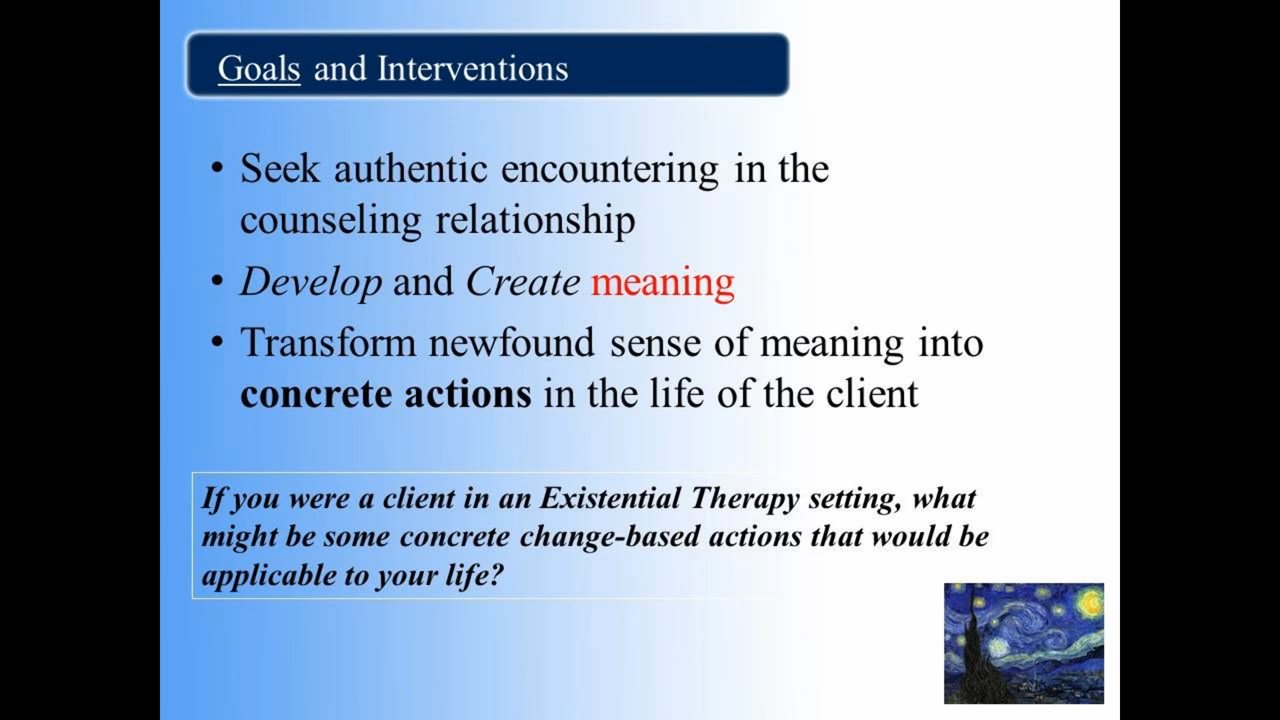 Goals and Interventions
• Seek authentic encountering in the
counseling relationship
• Develop and Create meaning
• Transform newfound sense of meaning into
concrete actions in the life of the client
If you were a client in an Existential Therapy setting, what
might be some concrete change-based actions that would be
applicable to your life?